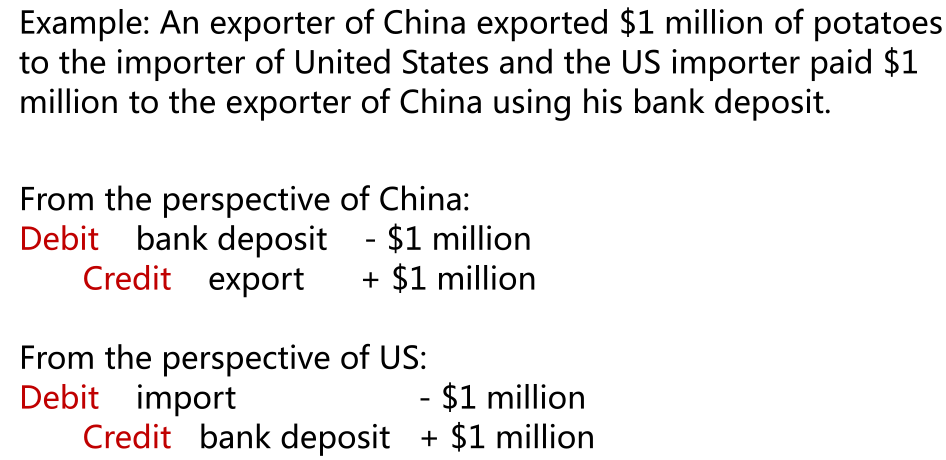 Example: An exporter of China exported $1 million of potatoes
to the importer of United States and the US importer paid $1
million to the exporter of China using his bank deposit.
From the perspective of China:
Debit bank deposit - $1 million
Credit export + $1 million
From the perspective of US:
Debit import - $1 million
Credit bank deposit + $1 million